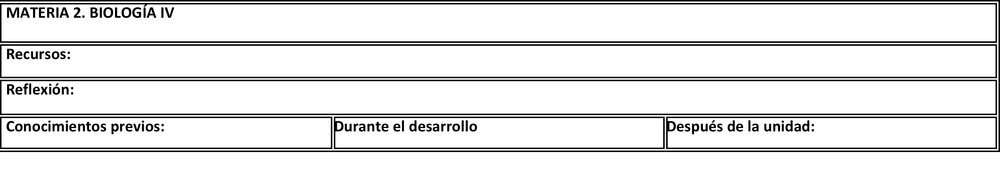 MATERIA 2. BIOLOGÍA IV
Recursos:
Reflexión:
Conocimientos previos:
Durante el desarrollo
Después de la unidad: